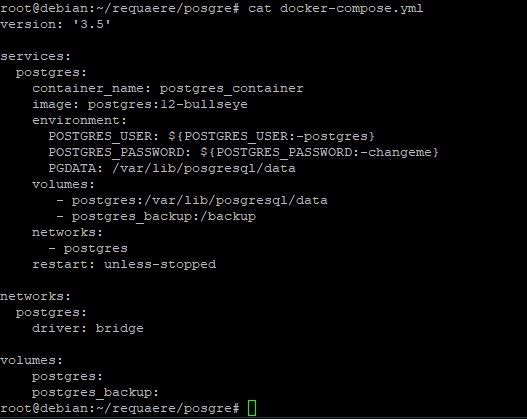 root@debian:~/requaere/posgre# cat docker-compose.yml
version: '3.5'

services:
  postgres:
    container_name: postgres_container
    image: postgres:12-bullseye
    environment:
      POSTGRES_USER: ${POSTGRES_USER:-postgres}
      POSTGRES_PASSWORD: ${POSTGRES_PASSWORD:-changeme}
      PGDATA: /var/lib/posgresql/data
    volumes:
       - postgres:/var/lib/posgresql/data
       - postgres_backup:/backup
    networks:
      - postgres
    restart: unless-stopped

networks:
  postgres:
    driver: bridge

volumes:
    postgres:
    postgres_backup:
root@debian:~/requaere/posgre#